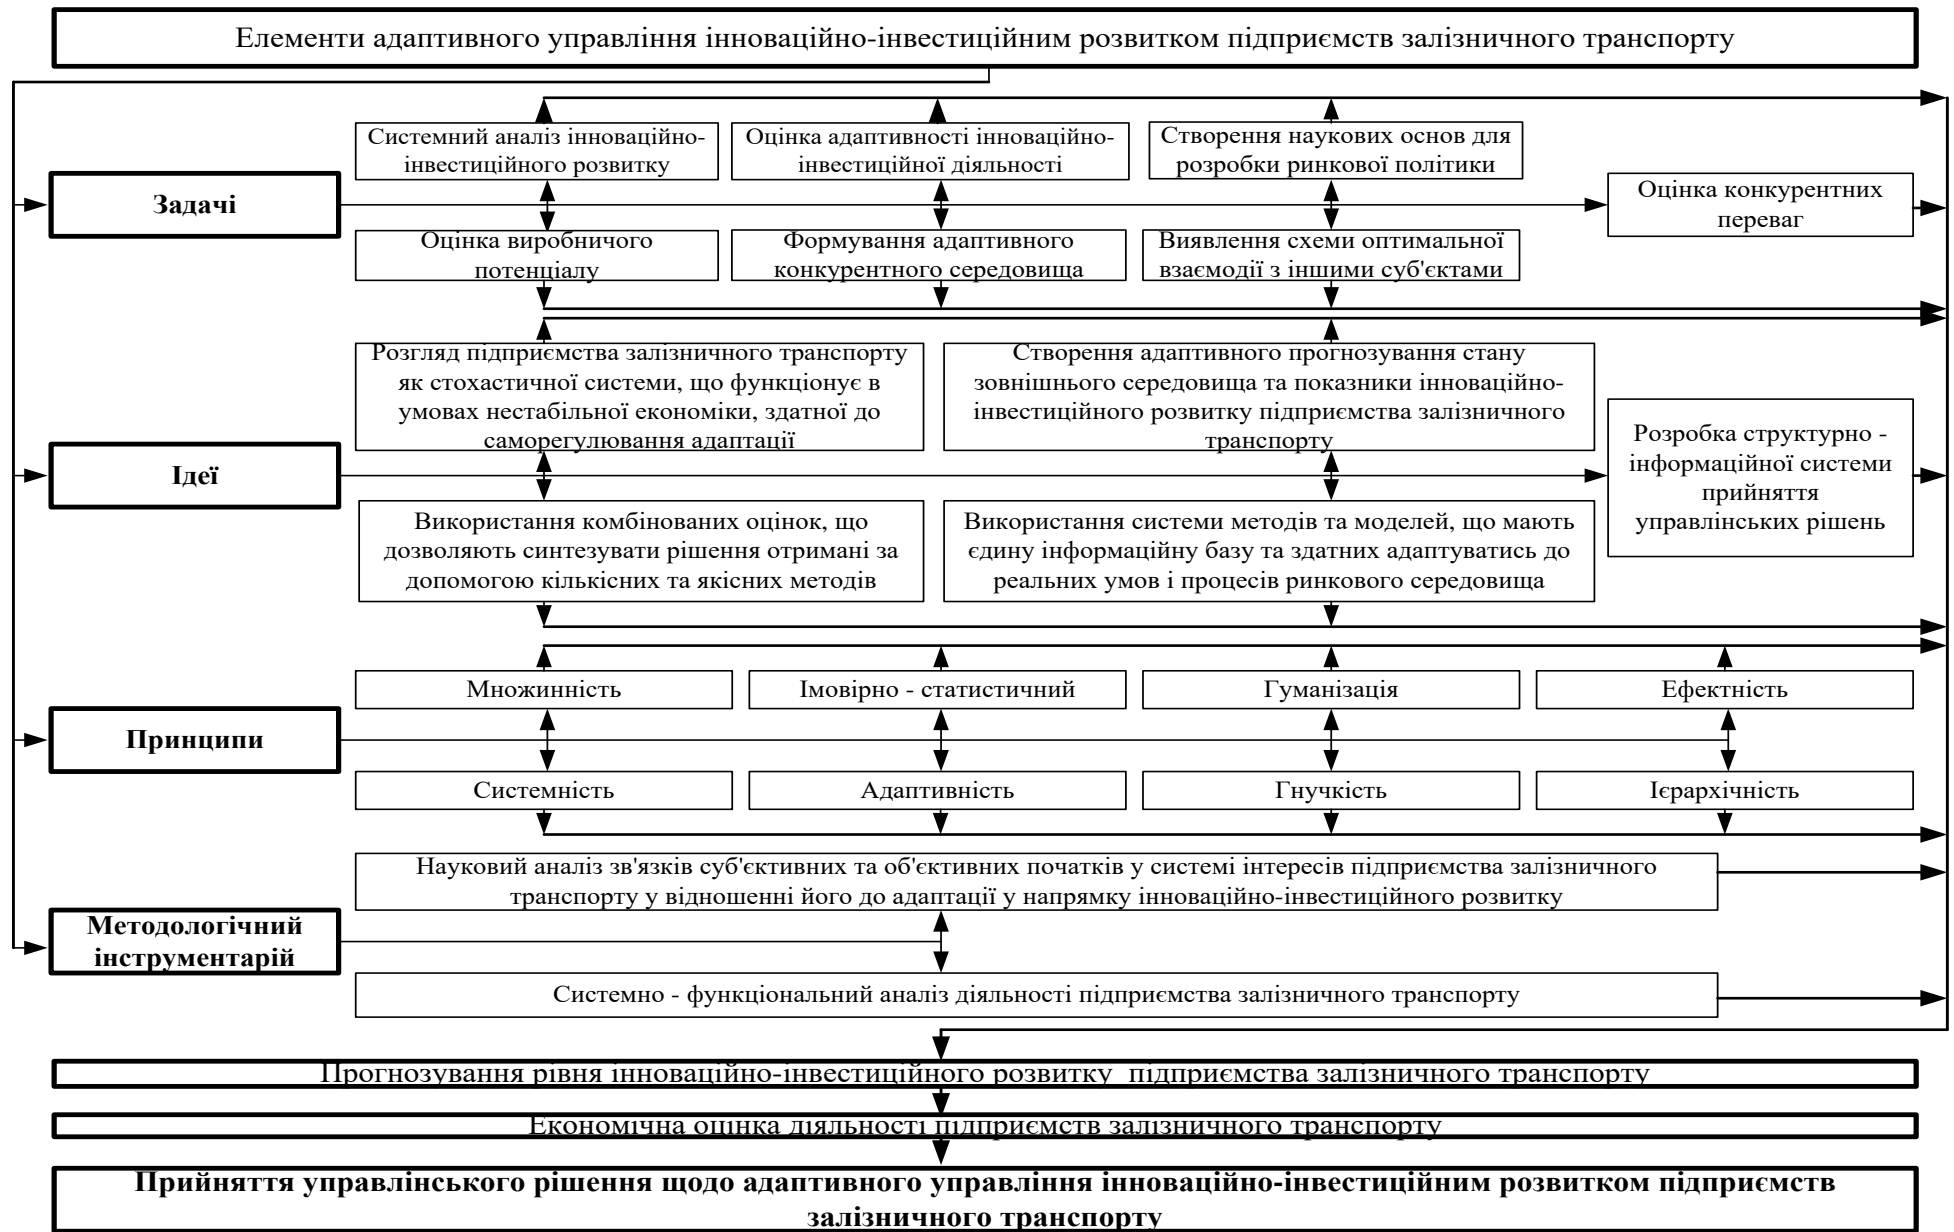 Елементи адаптивного управління інноваційно-інвестиційним розвитком підприємств залізничного транспорту
Задачі
Системний аналіз інноваційно-
інвестиційного розвитку
Оцінка адаптивності інноваційно-
інвестиційної діяльності
Створення наукових основ для
розробки ринкової політики
Оцінка конкурентних
переваг
Оцінка виробничого
потенціалу
Формування адаптивного
конкурентного середовища
Виявлення схеми оптимальної
взаємодії з іншими суб'єктами
Ідеї
Розгляд підприємства залізничного транспорту
як стохастичної системи, що функціонує в
умовах нестабільної економіки, здатної до
саморегулювання адаптації
Створення адаптивного прогнозування стану
зовнішнього середовища та показники інноваційно-
інвестиційного розвитку підприємства залізничного
транспорту
Розробка структурно -
інформаційної системи
прийняття
управлінських рішень
Використання комбінованих оцінок, що
дозволяють синтезувати рішення отримані за
допомогою кількісних та якісних методів
Використання системи методів та моделей, що мають
єдину інформаційну базу та здатних адаптуватись до
реальних умов і процесів ринкового середовища
Принципи
Множинність
Імовірно - статистичний
Гуманізація
Ефектність
Системність
Адаптивність
Гнучкість
Ієрархічність
Методологічний
інструментарій
Науковий аналіз зв'язків суб'єктивних та об'єктивних початків у системі інтересів підприємства залізничного
транспорту у відношенні його до адаптації у напрямку інноваційно-інвестиційного розвитку
Системно - функціональний аналіз діяльності підприємства залізничного транспорту
Прогнозування рівня інноваційно-інвестиційного розвитку підприємства залізничного транспорту
Економічна оцінка діяльності підприємств залізничного транспорту
Прийняття управлінського рішення щодо адаптивного управління інноваційно-інвестиційним розвитком підприємств
залізничного транспорту